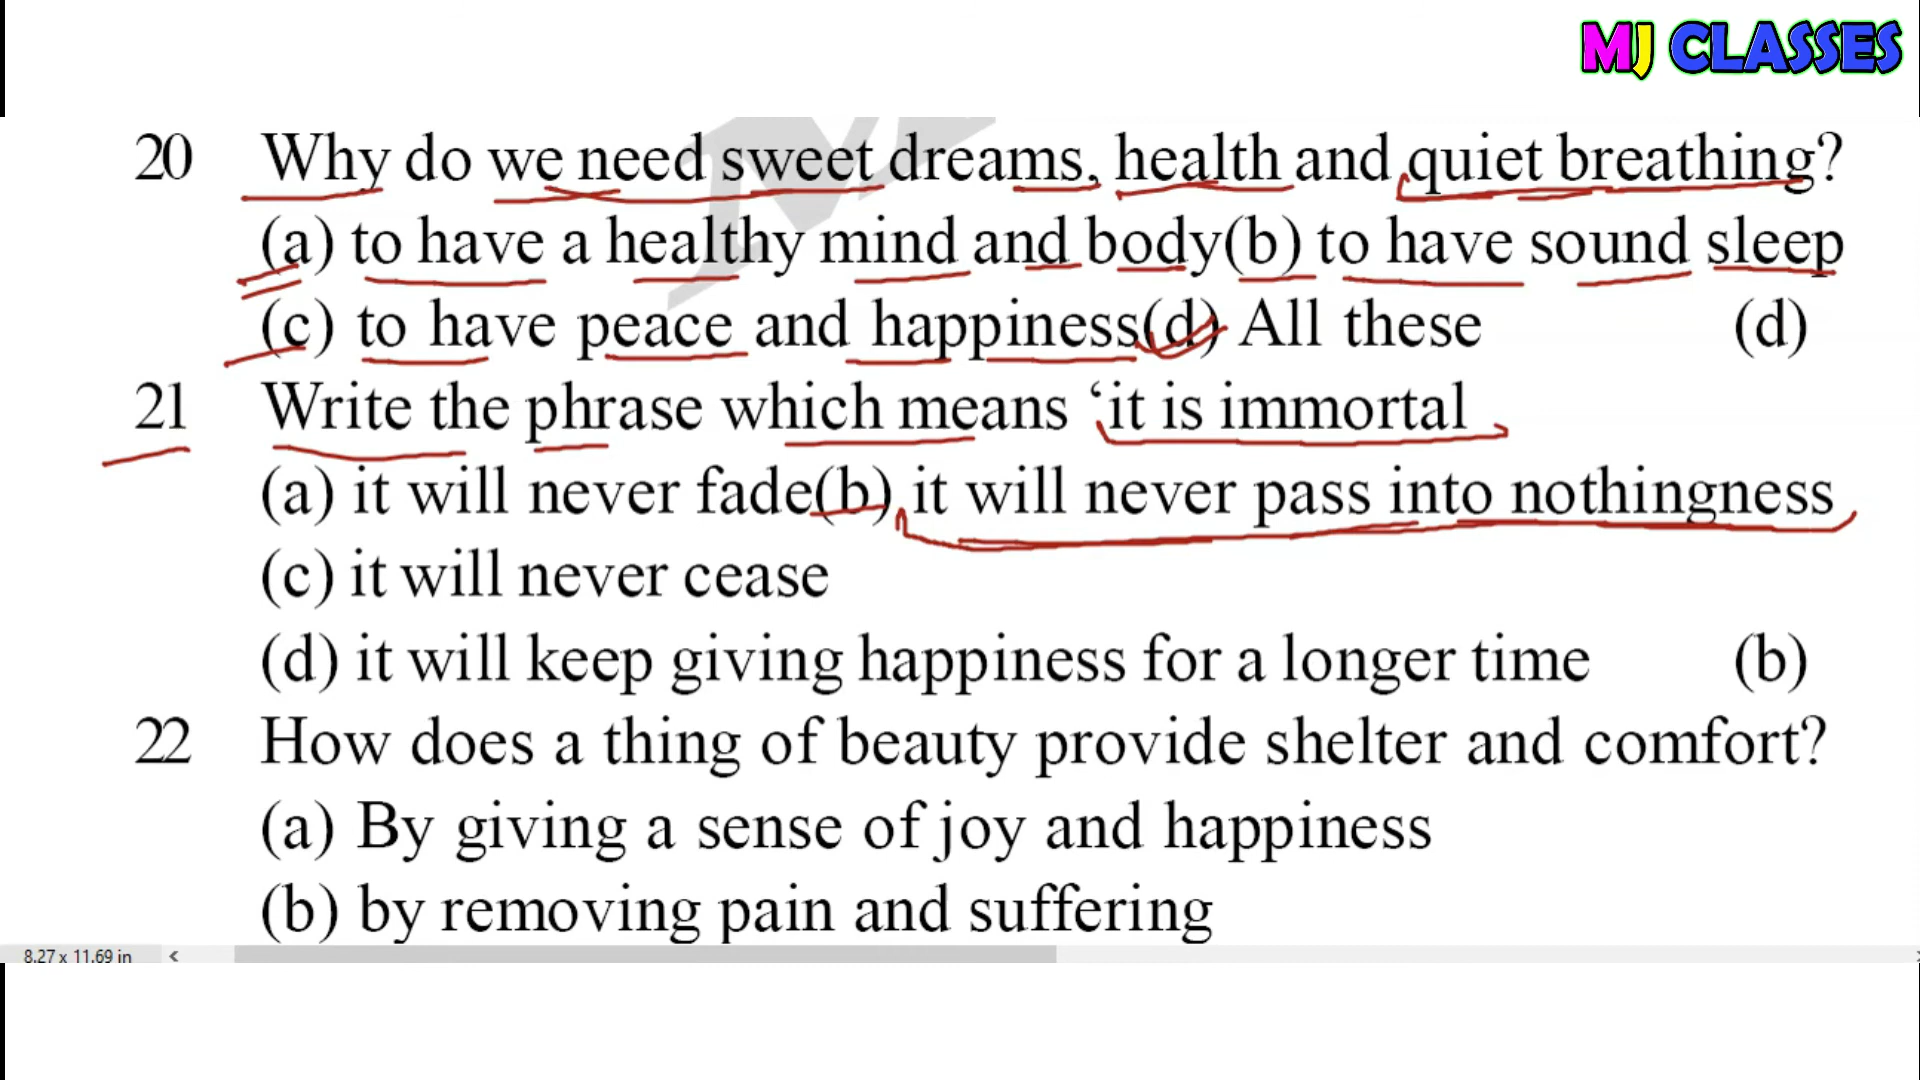 MJ CLASSES
20 Why do we need sweet dreams, health and quiet breathing?
(a) to have a healthy mind and body(b) to have sound sleep
(c) to have peace and happiness(d) All these (d)
21 Write the phrase which means ‘it is immortal
(a) it will never fade(b) it will never pass into nothingness
(c) it will never cease
(d) it will keep giving happiness for a longer time (b)
22 How does a thing of beauty provide shelter and comfort?
(a) By giving a sense of joy and happiness
(b) by removing pain and suffering
8.27 x 11.69 in